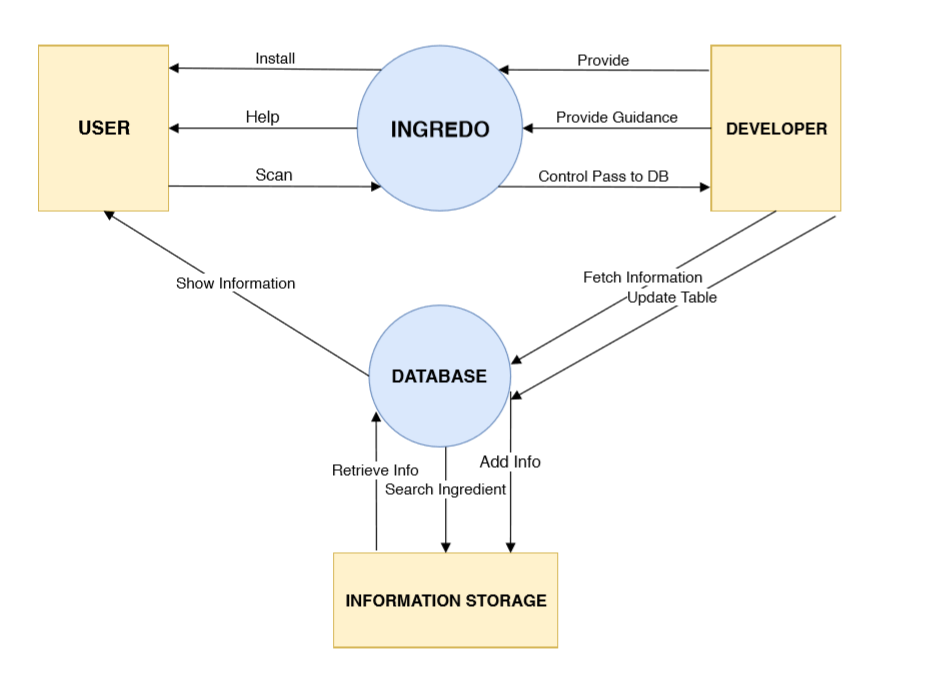 Install
Provide
USER
Help
INGREDO
Provide Guidance
DEVELOPER
Scan
Control Pass to DB
Show Information
Fetch Information
Update Table
DATABASE
Retrieve Info
Add Info
Search Ingredient
INFORMATION STORAGE